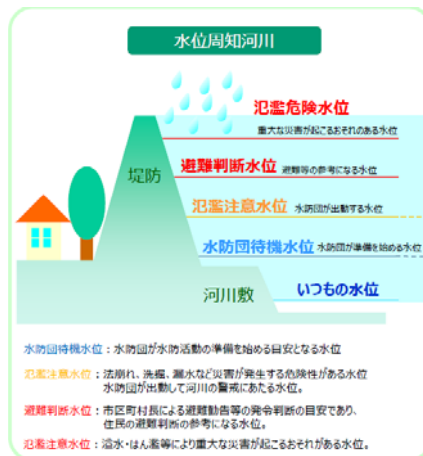 水位周知河川
氾濫危険水位
重大な災害が起こるおそれのある水位
避難判断水位 避難等の参考になる水位
堤防
氾濫注意水位 水防団が出動する水位
水防団待機水位 水防団が準備を始める水位
河川敷 いつもの水位
水防団待機水位:水防団が水防活動の準備を始める目安となる水位
氾濫注意水位:法崩れ、洗掘、漏水など災害が発生する危険性がある水位
水防団が出動して河川の警戒にあたる水位。
避難判断水位:市区町村長による避難勧告等の発令判断の目安であり、
住民の避難判断の参考になる水位。
氾濫注意水位:溢水・はん濫等により重大な災害が起こるおそれがある水位。